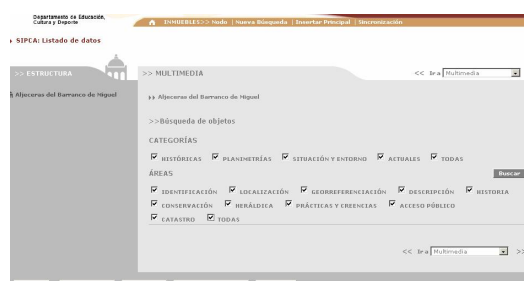 Departamento de Educación,
Cultura y Deporte
INMUEBLES>> Nodo | Nueva Búsqueda | Insertar Principal | Sincronización
SIPCA: Listado de datos
>> ESTRUCTURA
>> MULTIMEDIA
<< Ir a Multimedia
Aljeceras del Barranco de Miguel
Aljeceras del Barranco de Miguel
>>Búsqueda de objetos
CATEGORÍAS
HISTÓRICAS PLANIMETRÍAS SITUACIÓN Y ENTORNO ACTUALES TODAS
ÁREAS
Buscar
IDENTIFICACIÓN LOCALIZACIÓN GEORREFERENCIACIÓN DESCRIPCIÓN HISTORIA
CONSERVACIÓN HERÁLDICA PRÁCTICAS Y CREENCIAS ACCESO PÚBLICO
CATASTRO TODAS
<< Ir a Multimedia >>